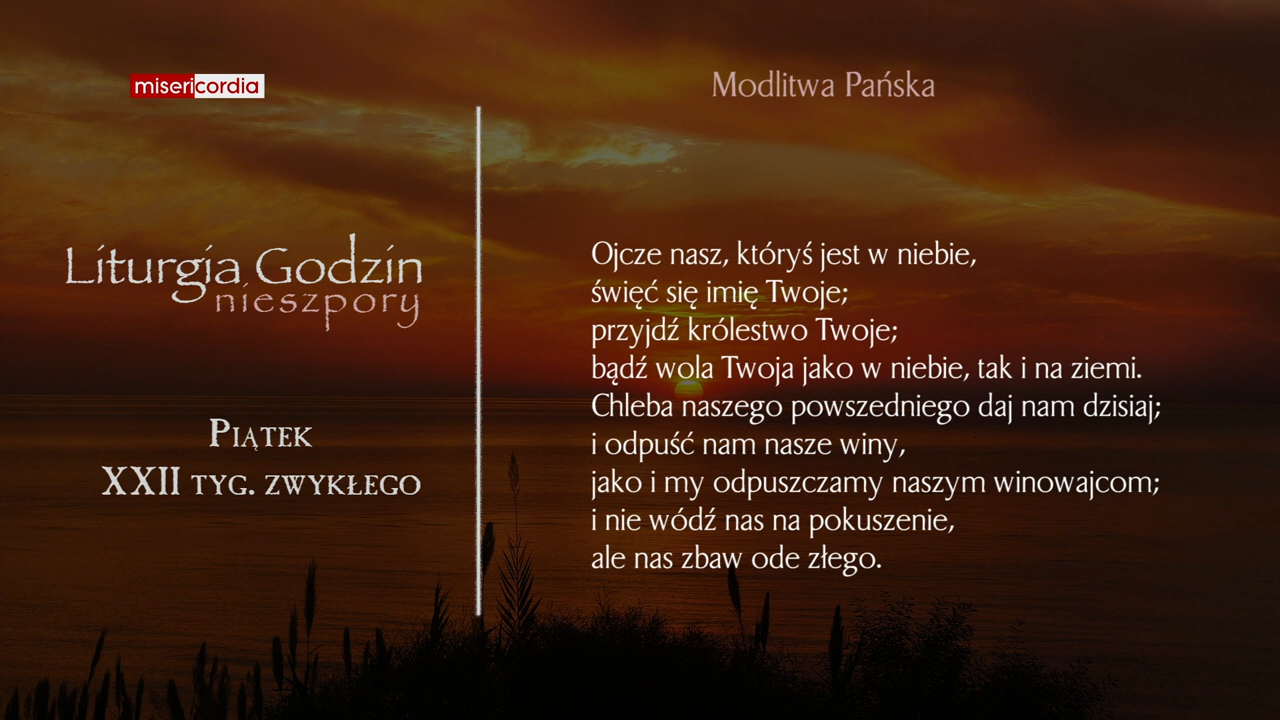 misericordia
Liturgia Godzin
nieszpory
Piątek
XXII tyg. zwykłego
Modlitwa Pańska
Ojcze nasz, któryś jest w niebie,
święć się imię Twoje;
przyjdź królestwo Twoje;
bądź wola Twoja jako w niebie, tak i na ziemi.
Chleba naszego powszedniego daj nam dzisiaj;
i odpuść nam nasze winy,
jako i my odpuszczamy naszym winowajcom;
i nie wódź nas na pokuszenie,
ale nas zbaw ode złego.